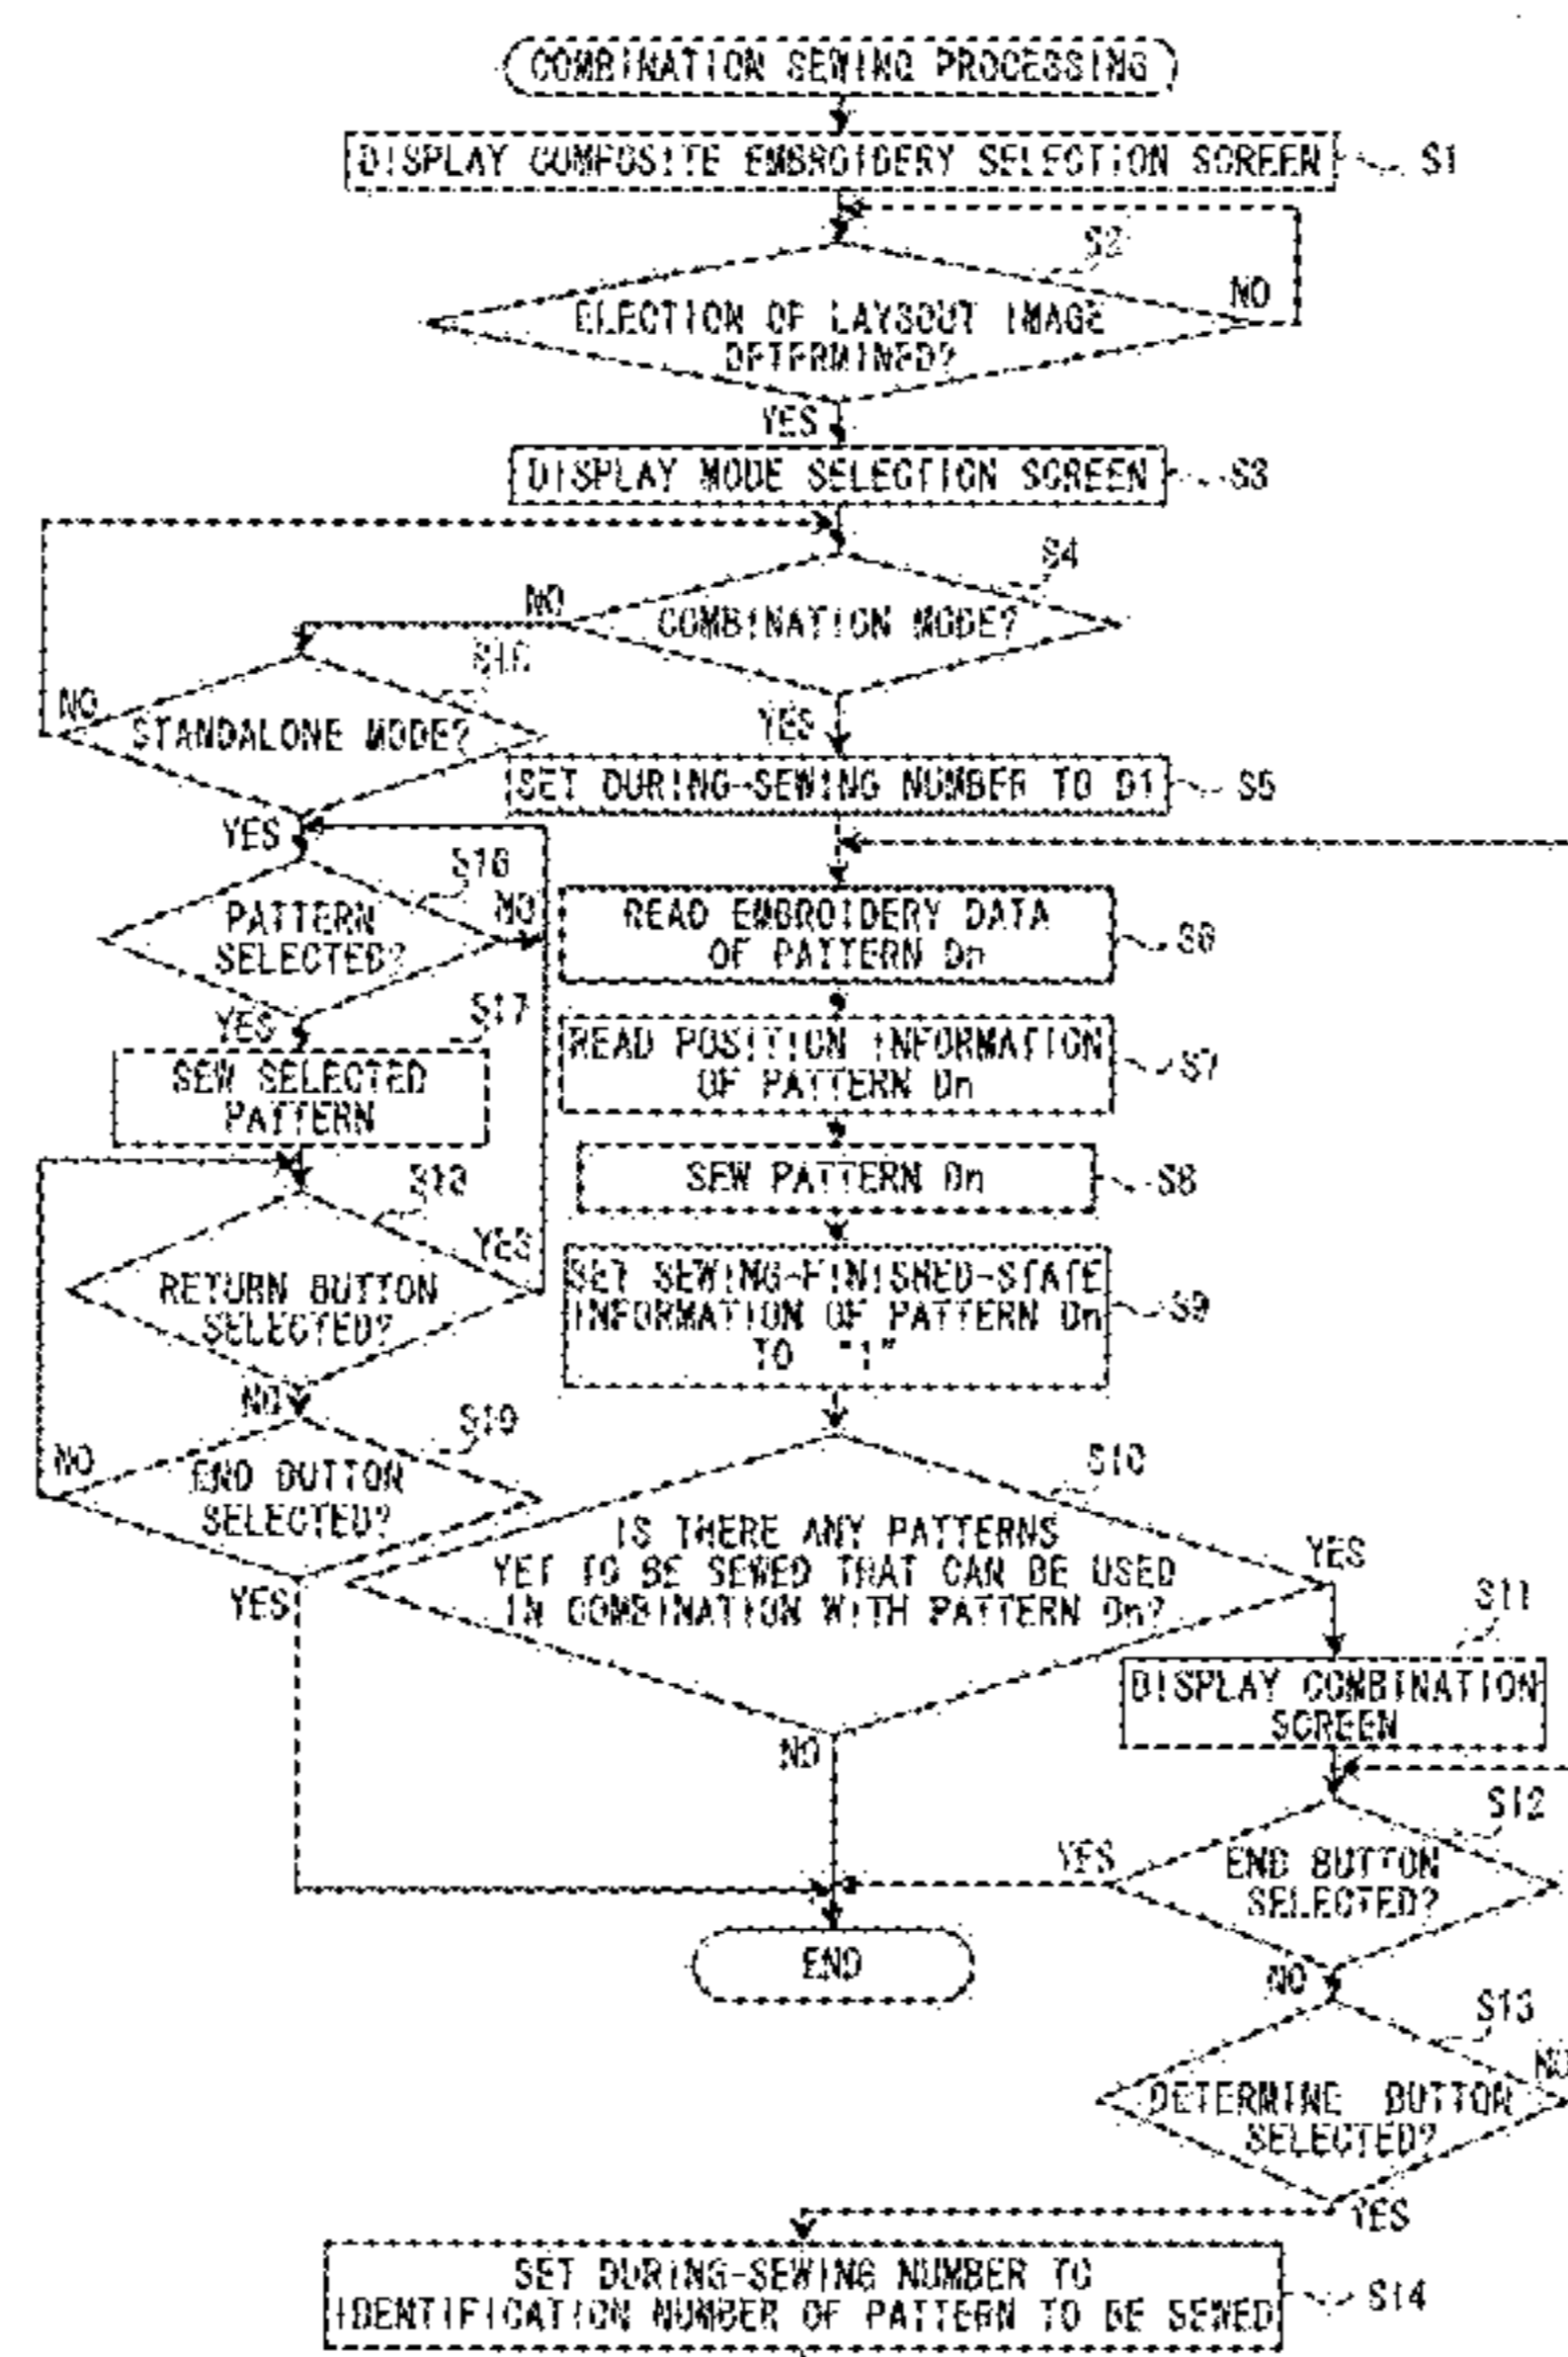 COMBINATION SEWING PROCESSING
DISPLAY COMPOSITE EMBROIDERY SELECTION SCREEN
S1
S2
ELECTION OF LAYSOUT IMAGE
DETERMINED?
NO
YES
DISPLAY MODE SELECTION SCREEN
S3
S4
COMBINATION MODE?
NO
YES
STANDALONE MODE?
NO
YES
SET DURING-SEWING NUMBER TO D1
S5
S16
PATTERN
SELECTED?
NO
YES
READ EMBROIDERY DATA
OF PATTERN Dn
S6
S17
SEW SELECTED
PATTERN
READ POSITION INFORMATION
OF PATTERN Dn
S7
SEW PATTERN Dn
S8
S18
RETURN BUTTON
SELECTED?
YES
NO
SET SEWING-FINISHED-STATE
INFORMATION OF PATTERN Dn
TO "1"
S9
S19
END BUTTON
SELECTED?
NO
YES
S10
IS THERE ANY PATTERNS
YET TO BE SEWED THAT CAN BE USED
IN COMBINATION WITH PATTERN Dn?
YES
NO
S11
DISPLAY COMBINATION
SCREEN
S12
END BUTTON
SELECTED?
YES
NO
END
S13
DETERMINE BUTTON
SELECTED?
NO
YES
SET DURING-SEWING NUMBER TO
IDENTIFICATION NUMBER OF PATTERN TO BE SEWED
S14